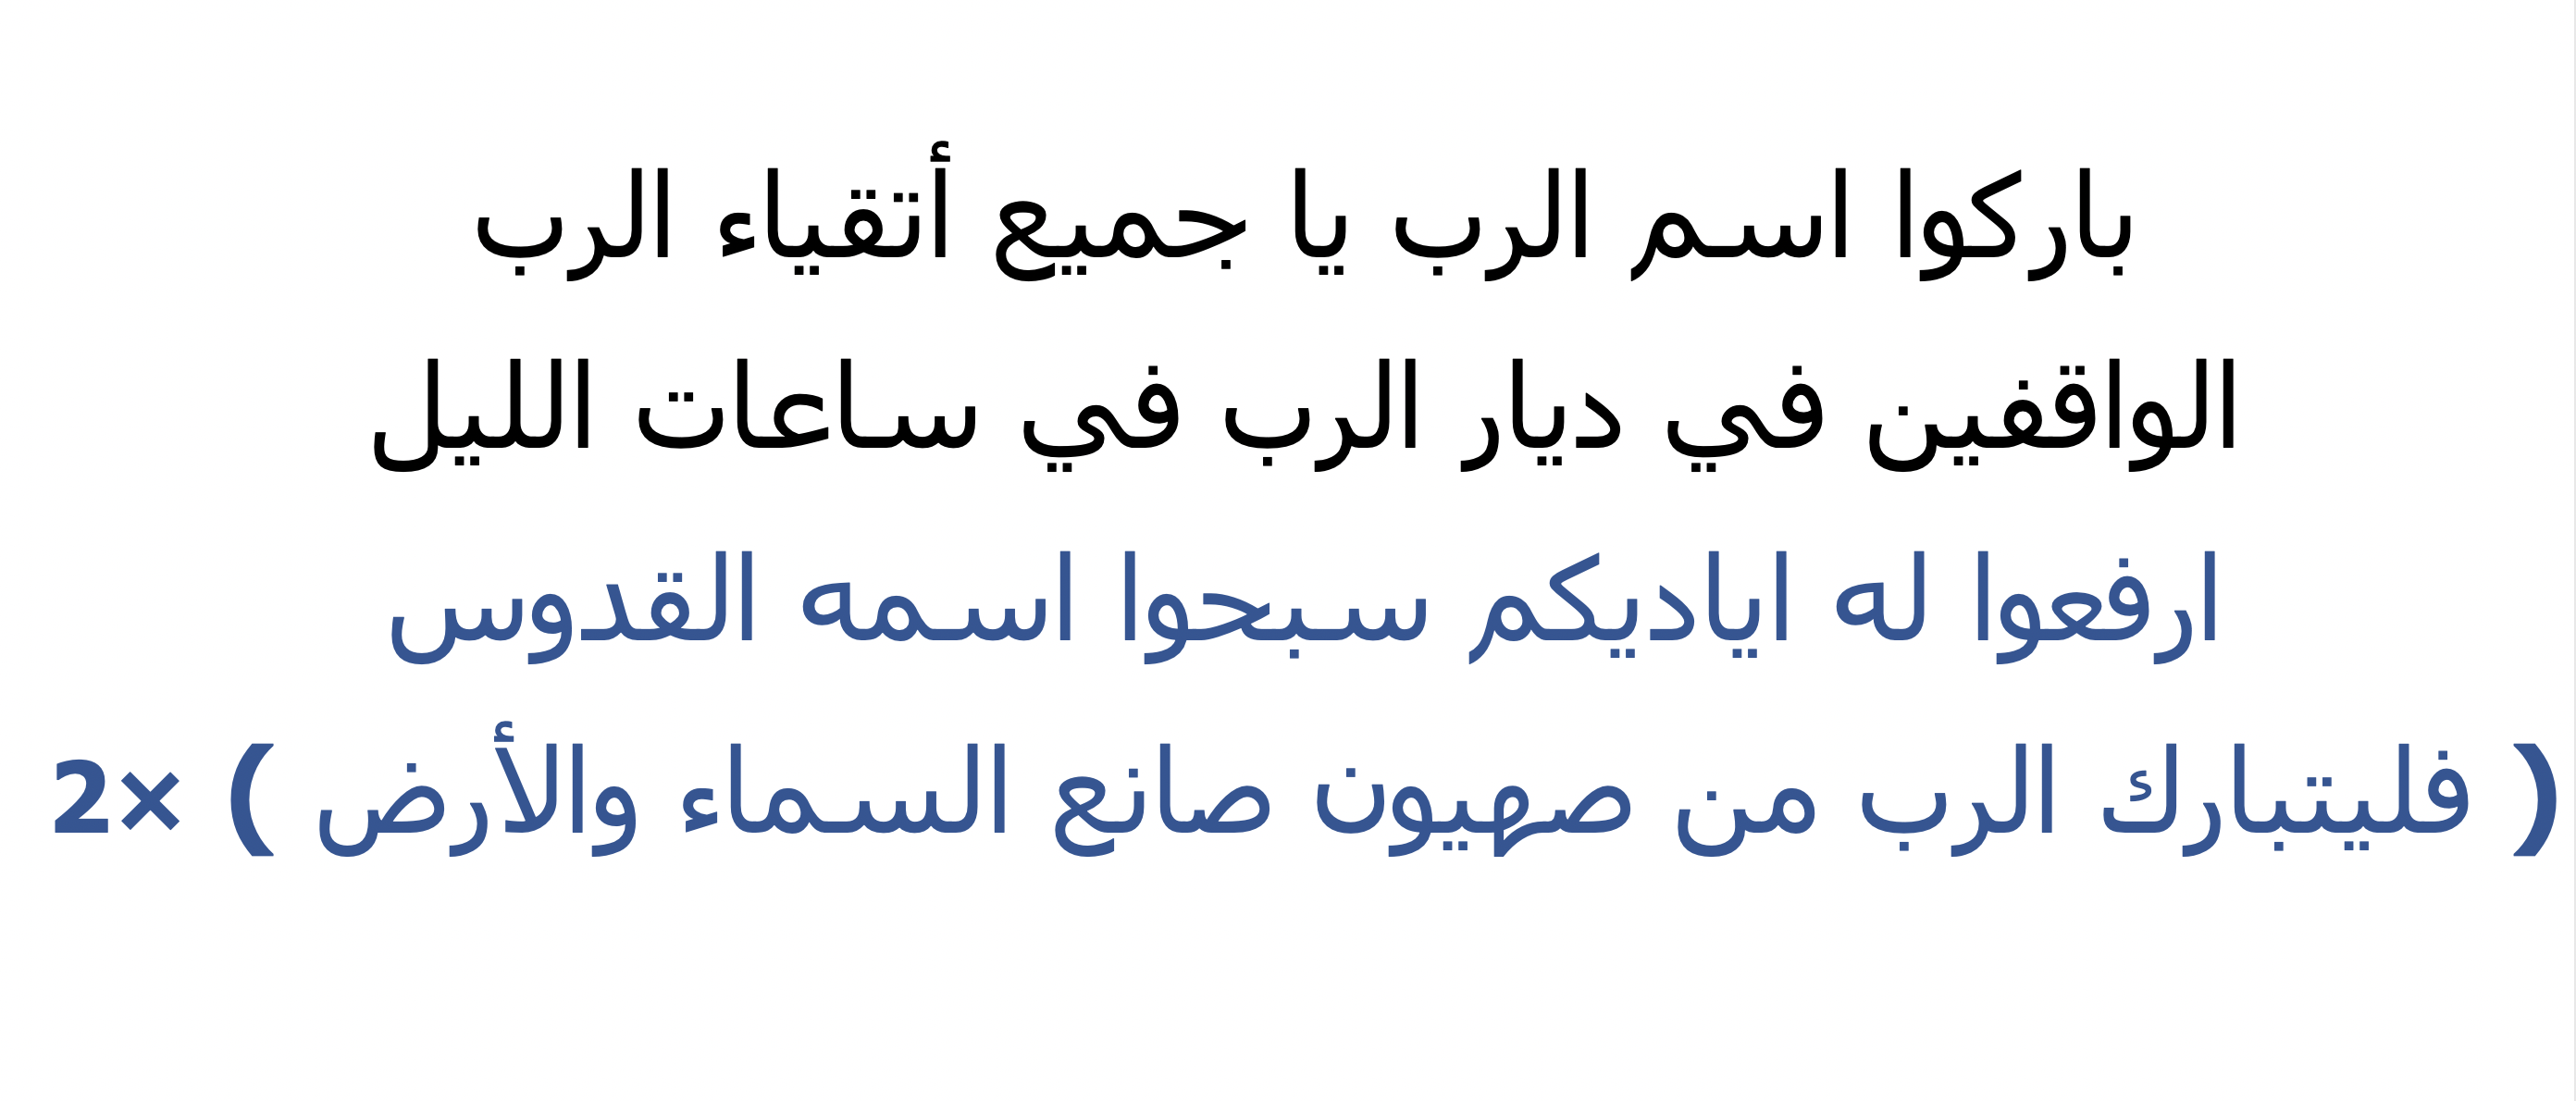 باركوا اسم الرب يا جميع أتقياء الرب
الواقفين في ديار الرب في ساعات الليل
ارفعوا له اياديكم سبحوا اسمه القدوس
( فليتبارك الرب من صهيون صانع السماء والأرض ) ×2